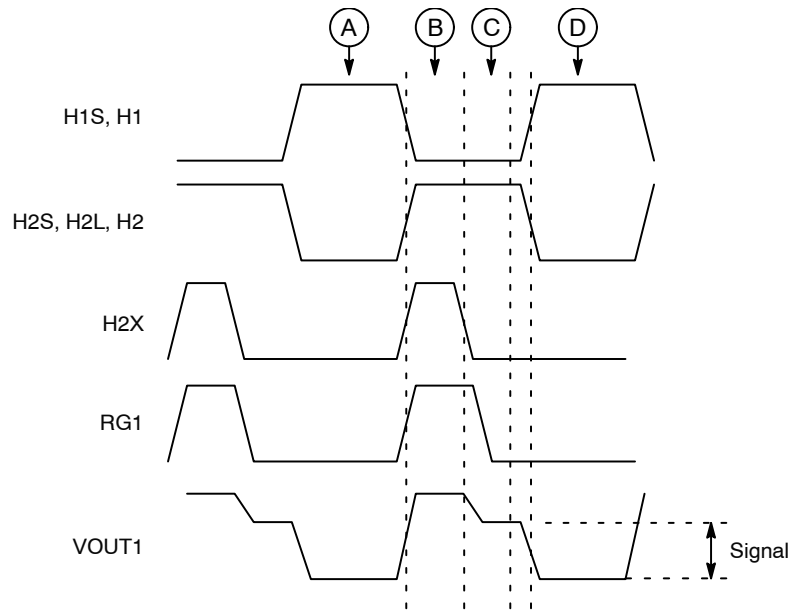 A
B
C
D
H1S, H1
H2S, H2L, H2
H2X
RG1
VOUT1
Signal